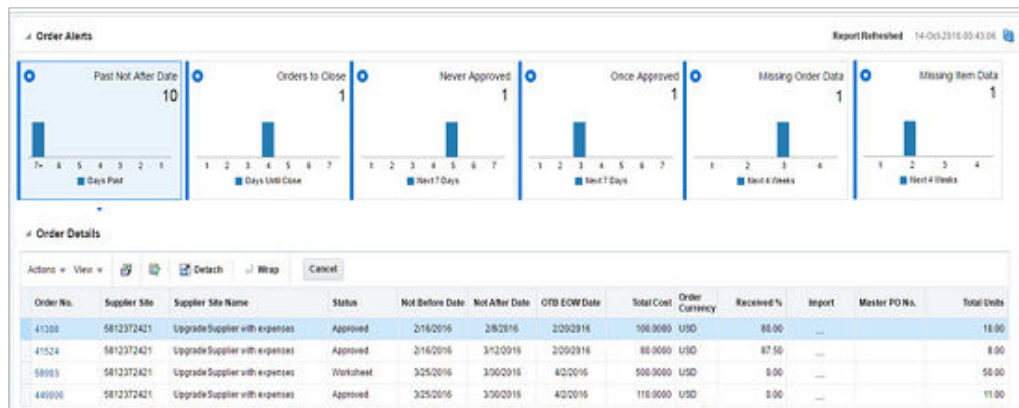 Order Alerts
Report Refreshed 14-Oct-2016 00:43:06
Past Not After Date
10
7+ 6 5 4 3 2 1
Days Past
Orders to Close
1
1 2 3 4 5 6 7
Days Until Close
Never Approved
1
1 2 3 4 5 6 7
Next 7 Days
Once Approved
1
1 2 3 4 5 6 7
Next 7 Days
Missing Order Data
1
1 2 3 4
Next 4 Weeks
Missing Item Data
1
1 2 3 4
Next 4 Weeks
Order Details
Actions View Detach Wrap Cancel
Order No. Supplier Site Supplier Site Name Status Not Before Date Not After Date OTB EOW Date Total Cost Order Currency Received % Import Master PO No. Total Units
5812372421 Upgrade Supplier with expenses Approved 2/16/2016 2/20/2016 100.0000 USD 80.00 ... 10.00
41524 5812372421 Upgrade Supplier with expenses Approved 2/16/2016 3/12/2016 2/20/2016 80.0000 USD 87.50 ... 8.00
5812372421 Upgrade Supplier with expenses Worksheet 3/25/2016 3/30/2016 4/2/2016 500.0000 USD 0.00 ... 50.00
5812372421 Upgrade Supplier with expenses Approved 3/25/2016 3/30/2016 4/2/2016 110.0000 USD 0.00 ... 11.00